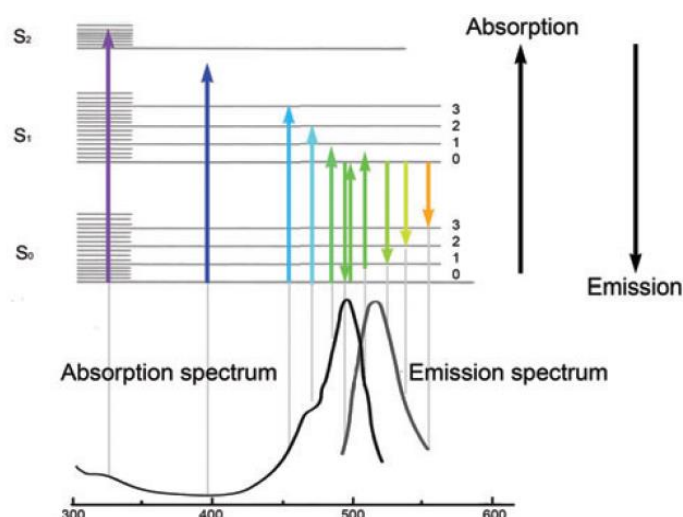 S₂
Absorption
S₁
3
2
1
0
S₀
3
2
1
0
Emission
Absorption spectrum
Emission spectrum
300 400 500 600